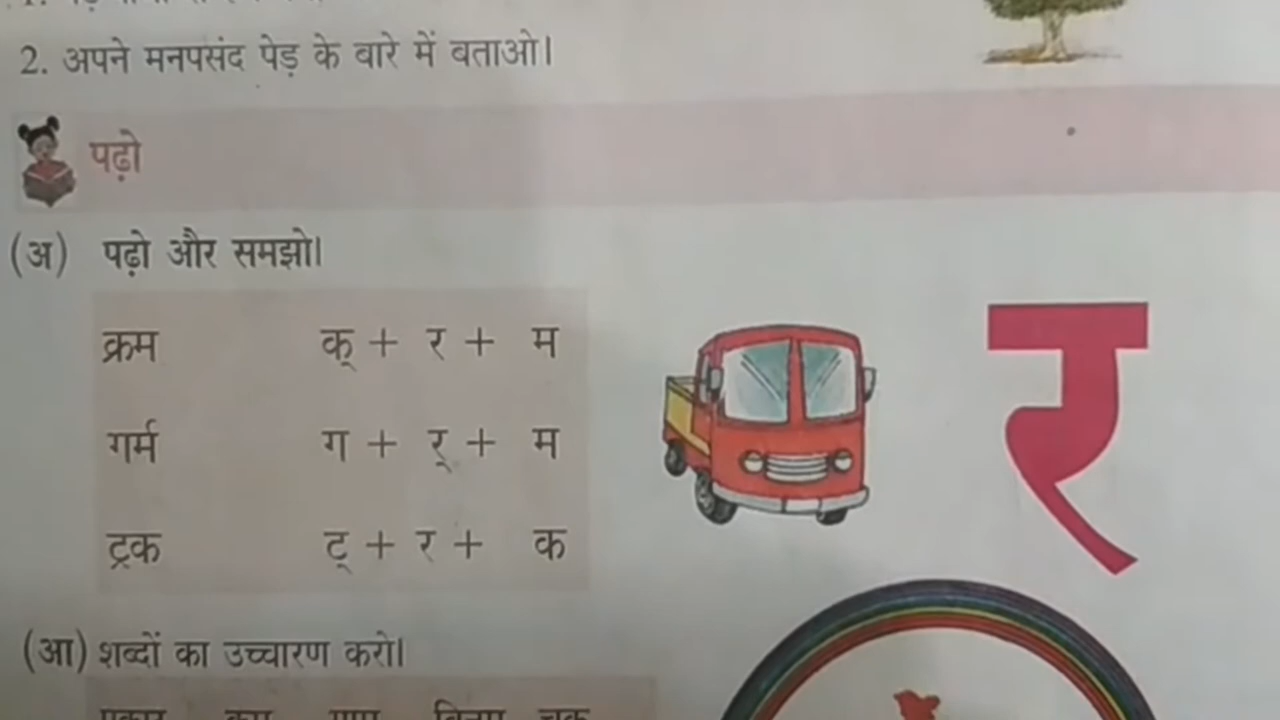 2. अपने मनपसंद पेड़ के बारे में बताओ।
पढ़ो
(अ) पढ़ो और समझो।
क्रम क् + र + म
गर्म ग + र् + म
ट्रक ट् + र + क
र
(आ) शब्दों का उच्चारण करो।